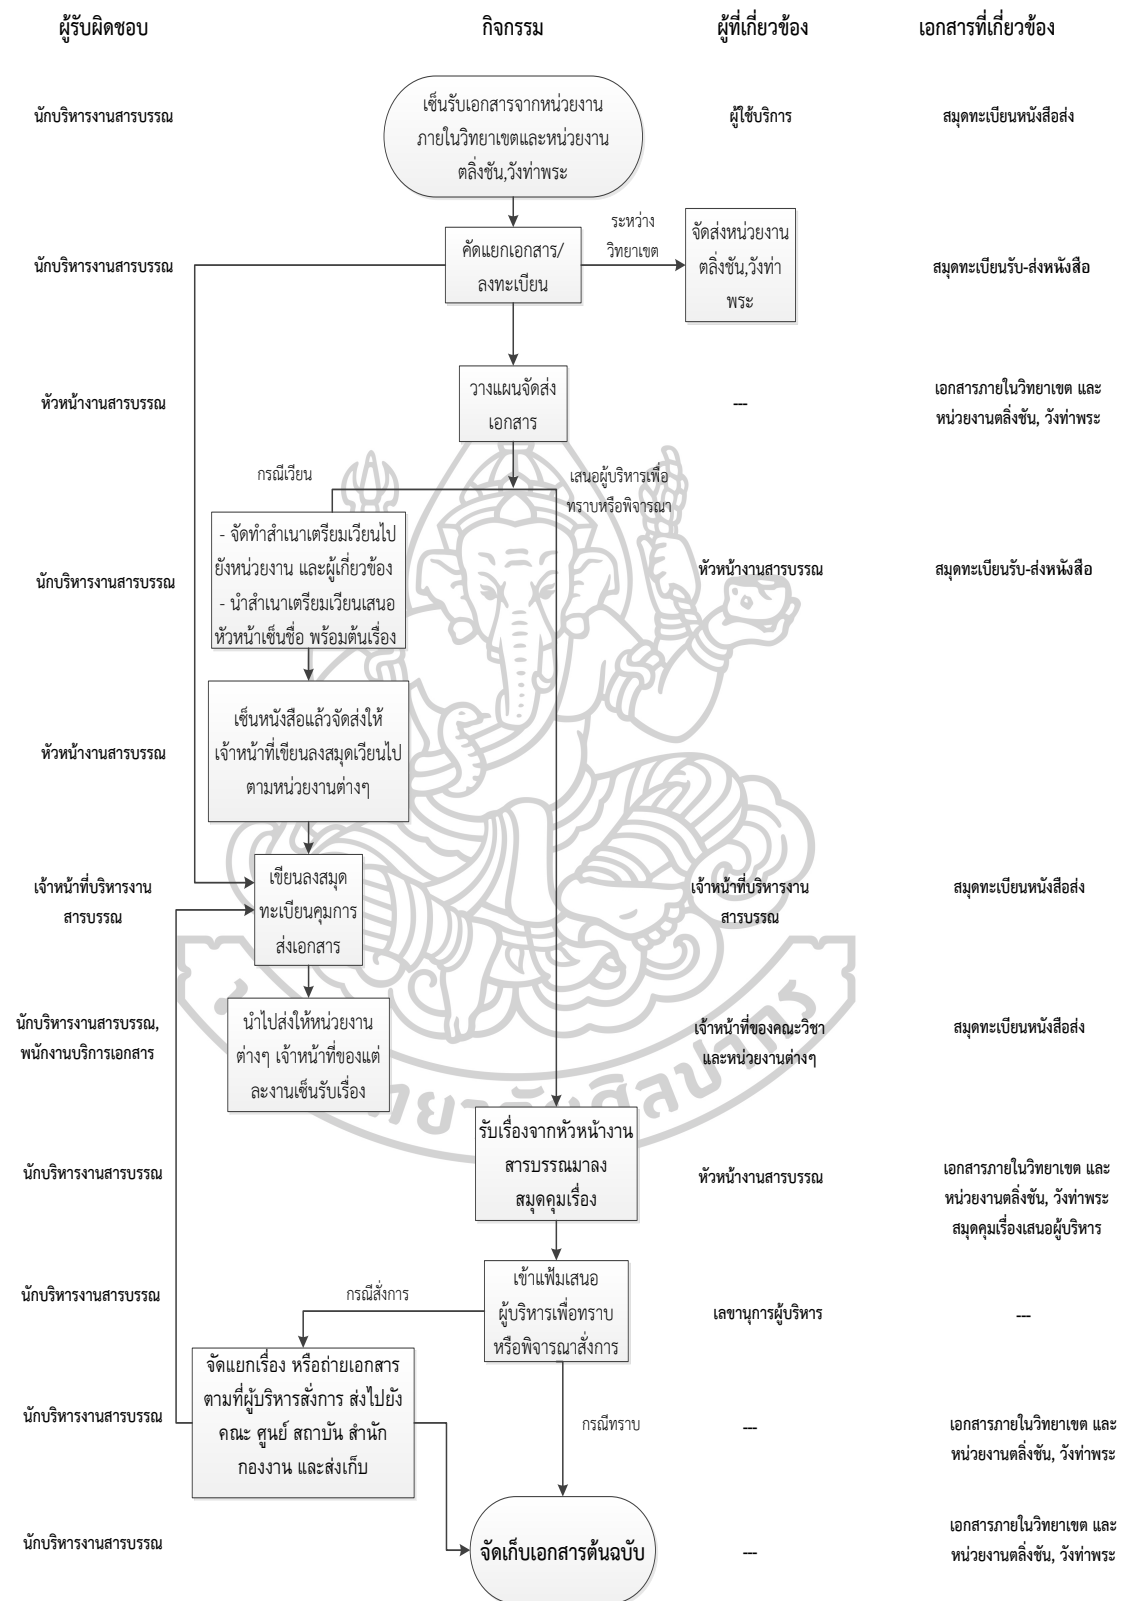 ผู้รับผิดชอบ
กิจกรรม
ผู้ที่เกี่ยวข้อง
เอกสารที่เกี่ยวข้อง
นักบริหารงานสารบรรณ
เซ็นรับเอกสารจากหน่วยงาน
ภายในวิทยาเขตและหน่วยงาน
ตลิ่งชัน,วังท่าพระ
ผู้ใช้บริการ
สมุดทะเบียนหนังสือส่ง
นักบริหารงานสารบรรณ
คัดแยกเอกสาร/
ลงทะเบียน
ระหว่าง
วิทยาเขต
จัดส่งหน่วยงาน
ตลิ่งชัน,วังท่า
พระ
สมุดทะเบียนรับ-ส่งหนังสือ
หัวหน้างานสารบรรณ
วางแผนจัดส่ง
เอกสาร
---
เอกสารภายในวิทยาเขต และ
หน่วยงานตลิ่งชัน, วังท่าพระ
กรณีเวียน
เสนอผู้บริหารเพื่อ
ทราบหรือพิจารณา
นักบริหารงานสารบรรณ
- จัดทำสำเนาเตรียมเวียนไป
ยังหน่วยงาน และผู้เกี่ยวข้อง
- นำสำเนาเตรียมเวียนเสนอ
หัวหน้าเซ็นชื่อ พร้อมต้นเรื่อง
หัวหน้างานสารบรรณ
สมุดทะเบียนรับ-ส่งหนังสือ
หัวหน้างานสารบรรณ
เซ็นหนังสือแล้วจัดส่งให้
เจ้าหน้าที่เขียนลงสมุดเวียนไป
ตามหน่วยงานต่างๆ
เจ้าหน้าที่บริหารงาน
สารบรรณ
เขียนลงสมุด
ทะเบียนคุมการ
ส่งเอกสาร
เจ้าหน้าที่บริหารงาน
สารบรรณ
สมุดทะเบียนหนังสือส่ง
นักบริหารงานสารบรรณ,
พนักงานบริการเอกสาร
นำไปส่งให้หน่วยงาน
ต่างๆ เจ้าหน้าที่ของแต่
ละงานเซ็นรับเรื่อง
เจ้าหน้าที่ของคณะวิชา
และหน่วยงานต่างๆ
สมุดทะเบียนหนังสือส่ง
นักบริหารงานสารบรรณ
รับเรื่องจากหัวหน้างาน
สารบรรณมาลง
สมุดคุมเรื่อง
หัวหน้างานสารบรรณ
เอกสารภายในวิทยาเขต และ
หน่วยงานตลิ่งชัน, วังท่าพระ
สมุดคุมเรื่องเสนอผู้บริหาร
นักบริหารงานสารบรรณ
กรณีสั่งการ
เข้าแฟ้มเสนอ
ผู้บริหารเพื่อทราบ
หรือพิจารณาสั่งการ
เลขานุการผู้บริหาร
---
นักบริหารงานสารบรรณ
จัดแยกเรื่อง หรือถ่ายเอกสาร
ตามที่ผู้บริหารสั่งการ ส่งไปยัง
คณะ ศูนย์ สถาบัน สำนัก
กองงาน และส่งเก็บ
กรณีทราบ
---
เอกสารภายในวิทยาเขต และ
หน่วยงานตลิ่งชัน, วังท่าพระ
นักบริหารงานสารบรรณ
จัดเก็บเอกสารต้นฉบับ
---
เอกสารภายในวิทยาเขต และ
หน่วยงานตลิ่งชัน, วังท่าพระ